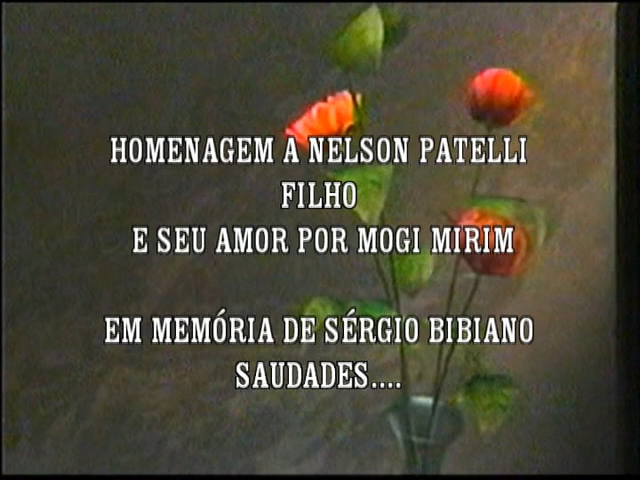 HOMENAGEM A NELSON PATELLI
FILHO
E SEU AMOR POR MOGI MIRIM
EM MEMÓRIA DE SÉRGIO BIBIANO
SAUDADES....